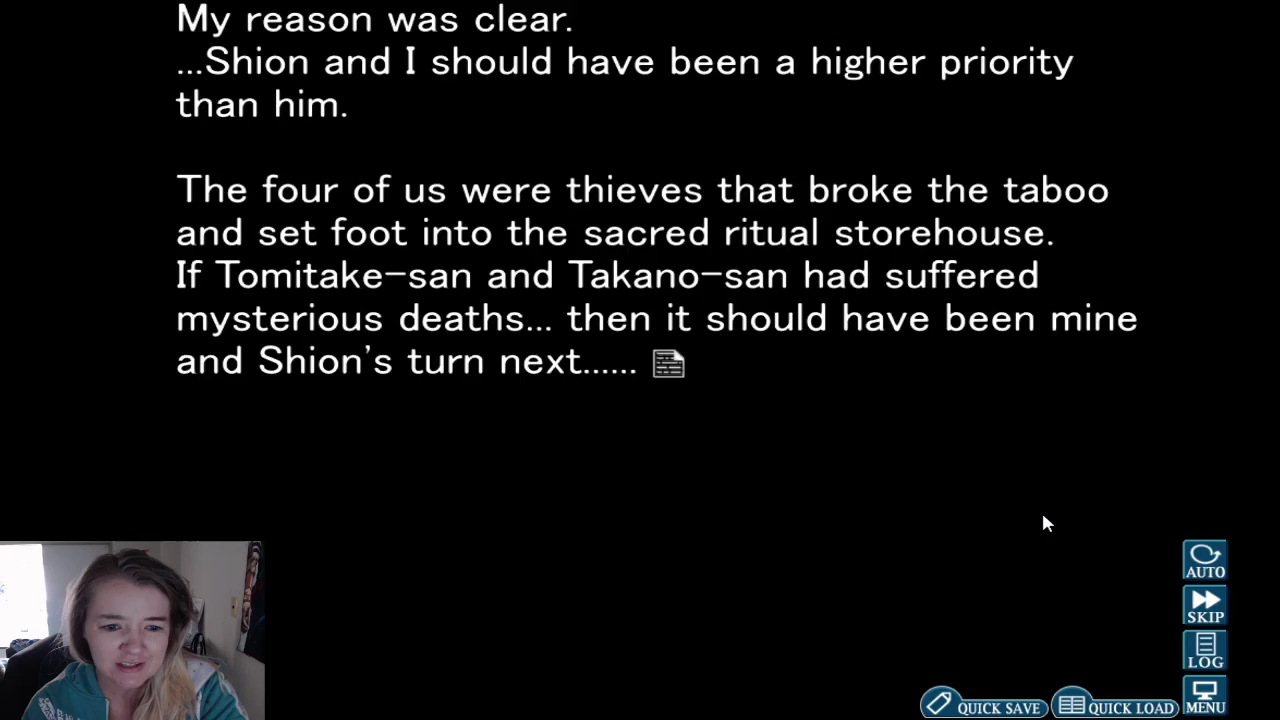 My reason was clear.
...Shion and I should have been a higher priority
than him.
The four of us were thieves that broke the taboo
and set foot into the sacred ritual storehouse.
If Tomitake-san and Takano-san had suffered
mysterious deaths... then it should have been mine
and Shion's turn next......
AUTO
SKIP
LOG
MENU
QUICK SAVE
QUICK LOAD